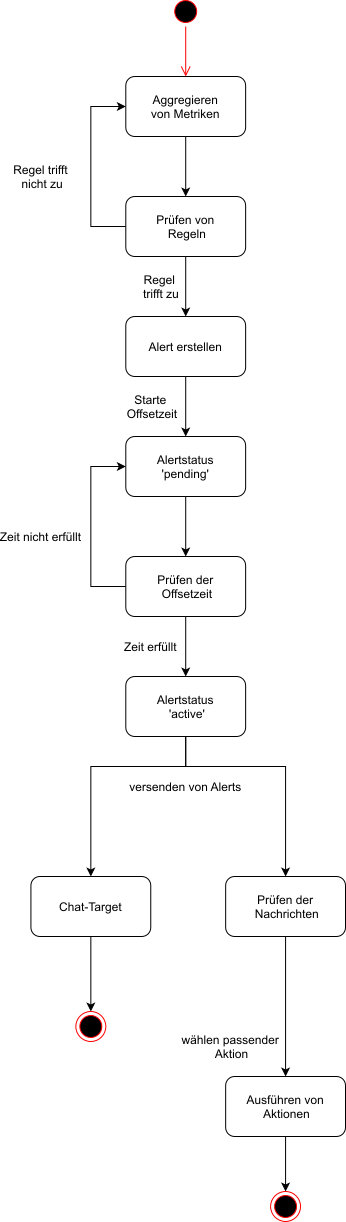 Aggregieren
von Metriken
Regel trifft
nicht zu
Prüfen von
Regeln
Regel
trifft zu
Alert erstellen
Starte
Offsetzeit
Alertstatus
'pending'
Zeit nicht erfüllt
Prüfen der
Offsetzeit
Zeit erfüllt
Alertstatus
'active'
versenden von Alerts
Chat-Target
Prüfen der
Nachrichten
wählen passender
Aktion
Ausführen von
Aktionen